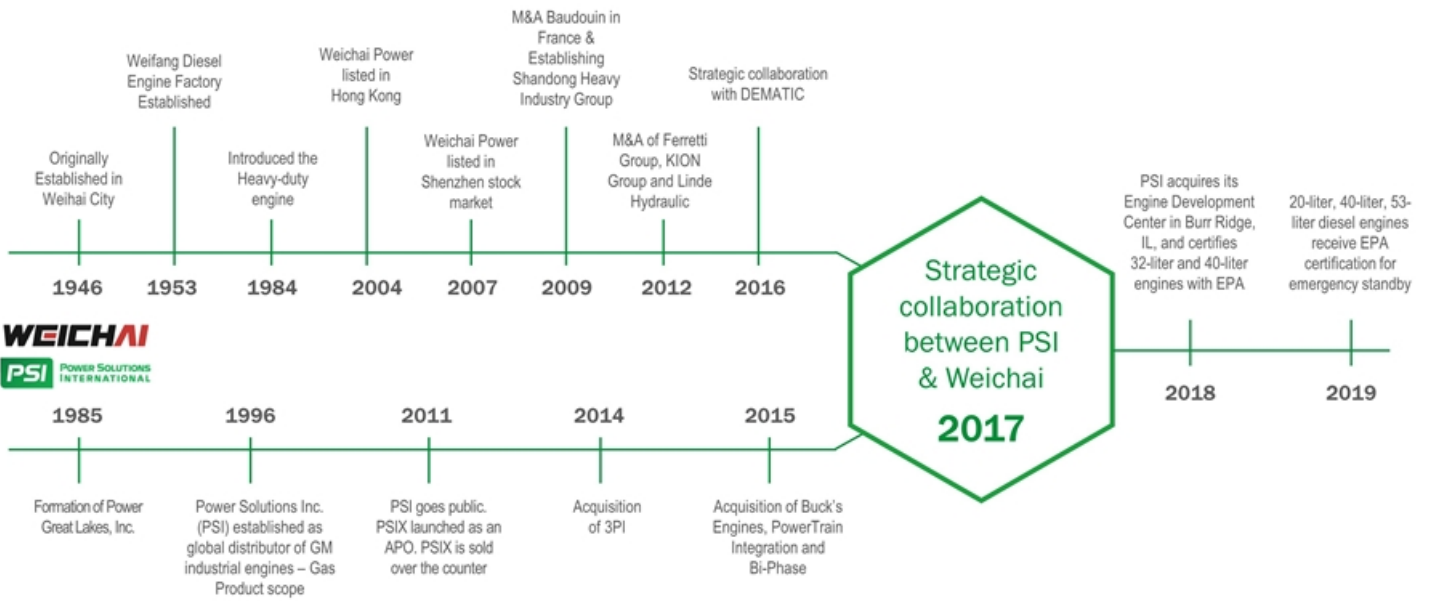 Originally
Established in
Weihai City
Weifang Diesel
Engine Factory
Established
Introduced the
Heavy-duty
engine
Weichai Power
listed in
Hong Kong
Weichai Power
listed in
Shenzhen stock
market
M&A Baudouin in
France &
Establishing
Shandong Heavy
Industry Group
M&A of Ferretti
Group, KION
Group and Linde
Hydraulic
Strategic collaboration
with DEMATIC
1946 1953 1984 2004 2007 2009 2012 2016
WEICHAI
PSI POWER SOLUTIONS
INTERNATIONAL
1985 1996 2011 2014 2015
Formation of Power
Great Lakes, Inc.
Power Solutions Inc.
(PSI) established as
global distributor of GM
industrial engines – Gas
Product scope
PSI goes public.
PSIX launched as an
APO. PSIX is sold
over the counter
Acquisition
of 3PI
Acquisition of Buck's
Engines, PowerTrain
Integration and
Bi-Phase
Strategic
collaboration
between PSI
& Weichai
2017
PSI acquires its
Engine Development
Center in Burr Ridge,
IL, and certifies
32-liter and 40-liter
engines with EPA
2018
20-liter, 40-liter, 53-
liter diesel engines
receive EPA
certification for
emergency standby
2019